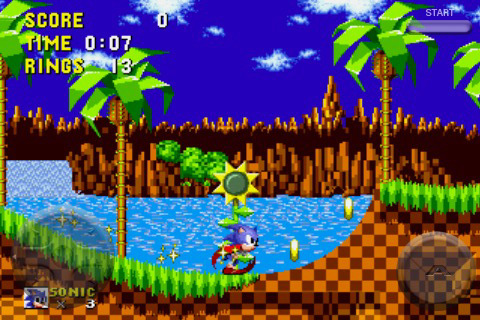 SCORE 0
START
TIME 0:07
RINGS 13
SONIC
× 3